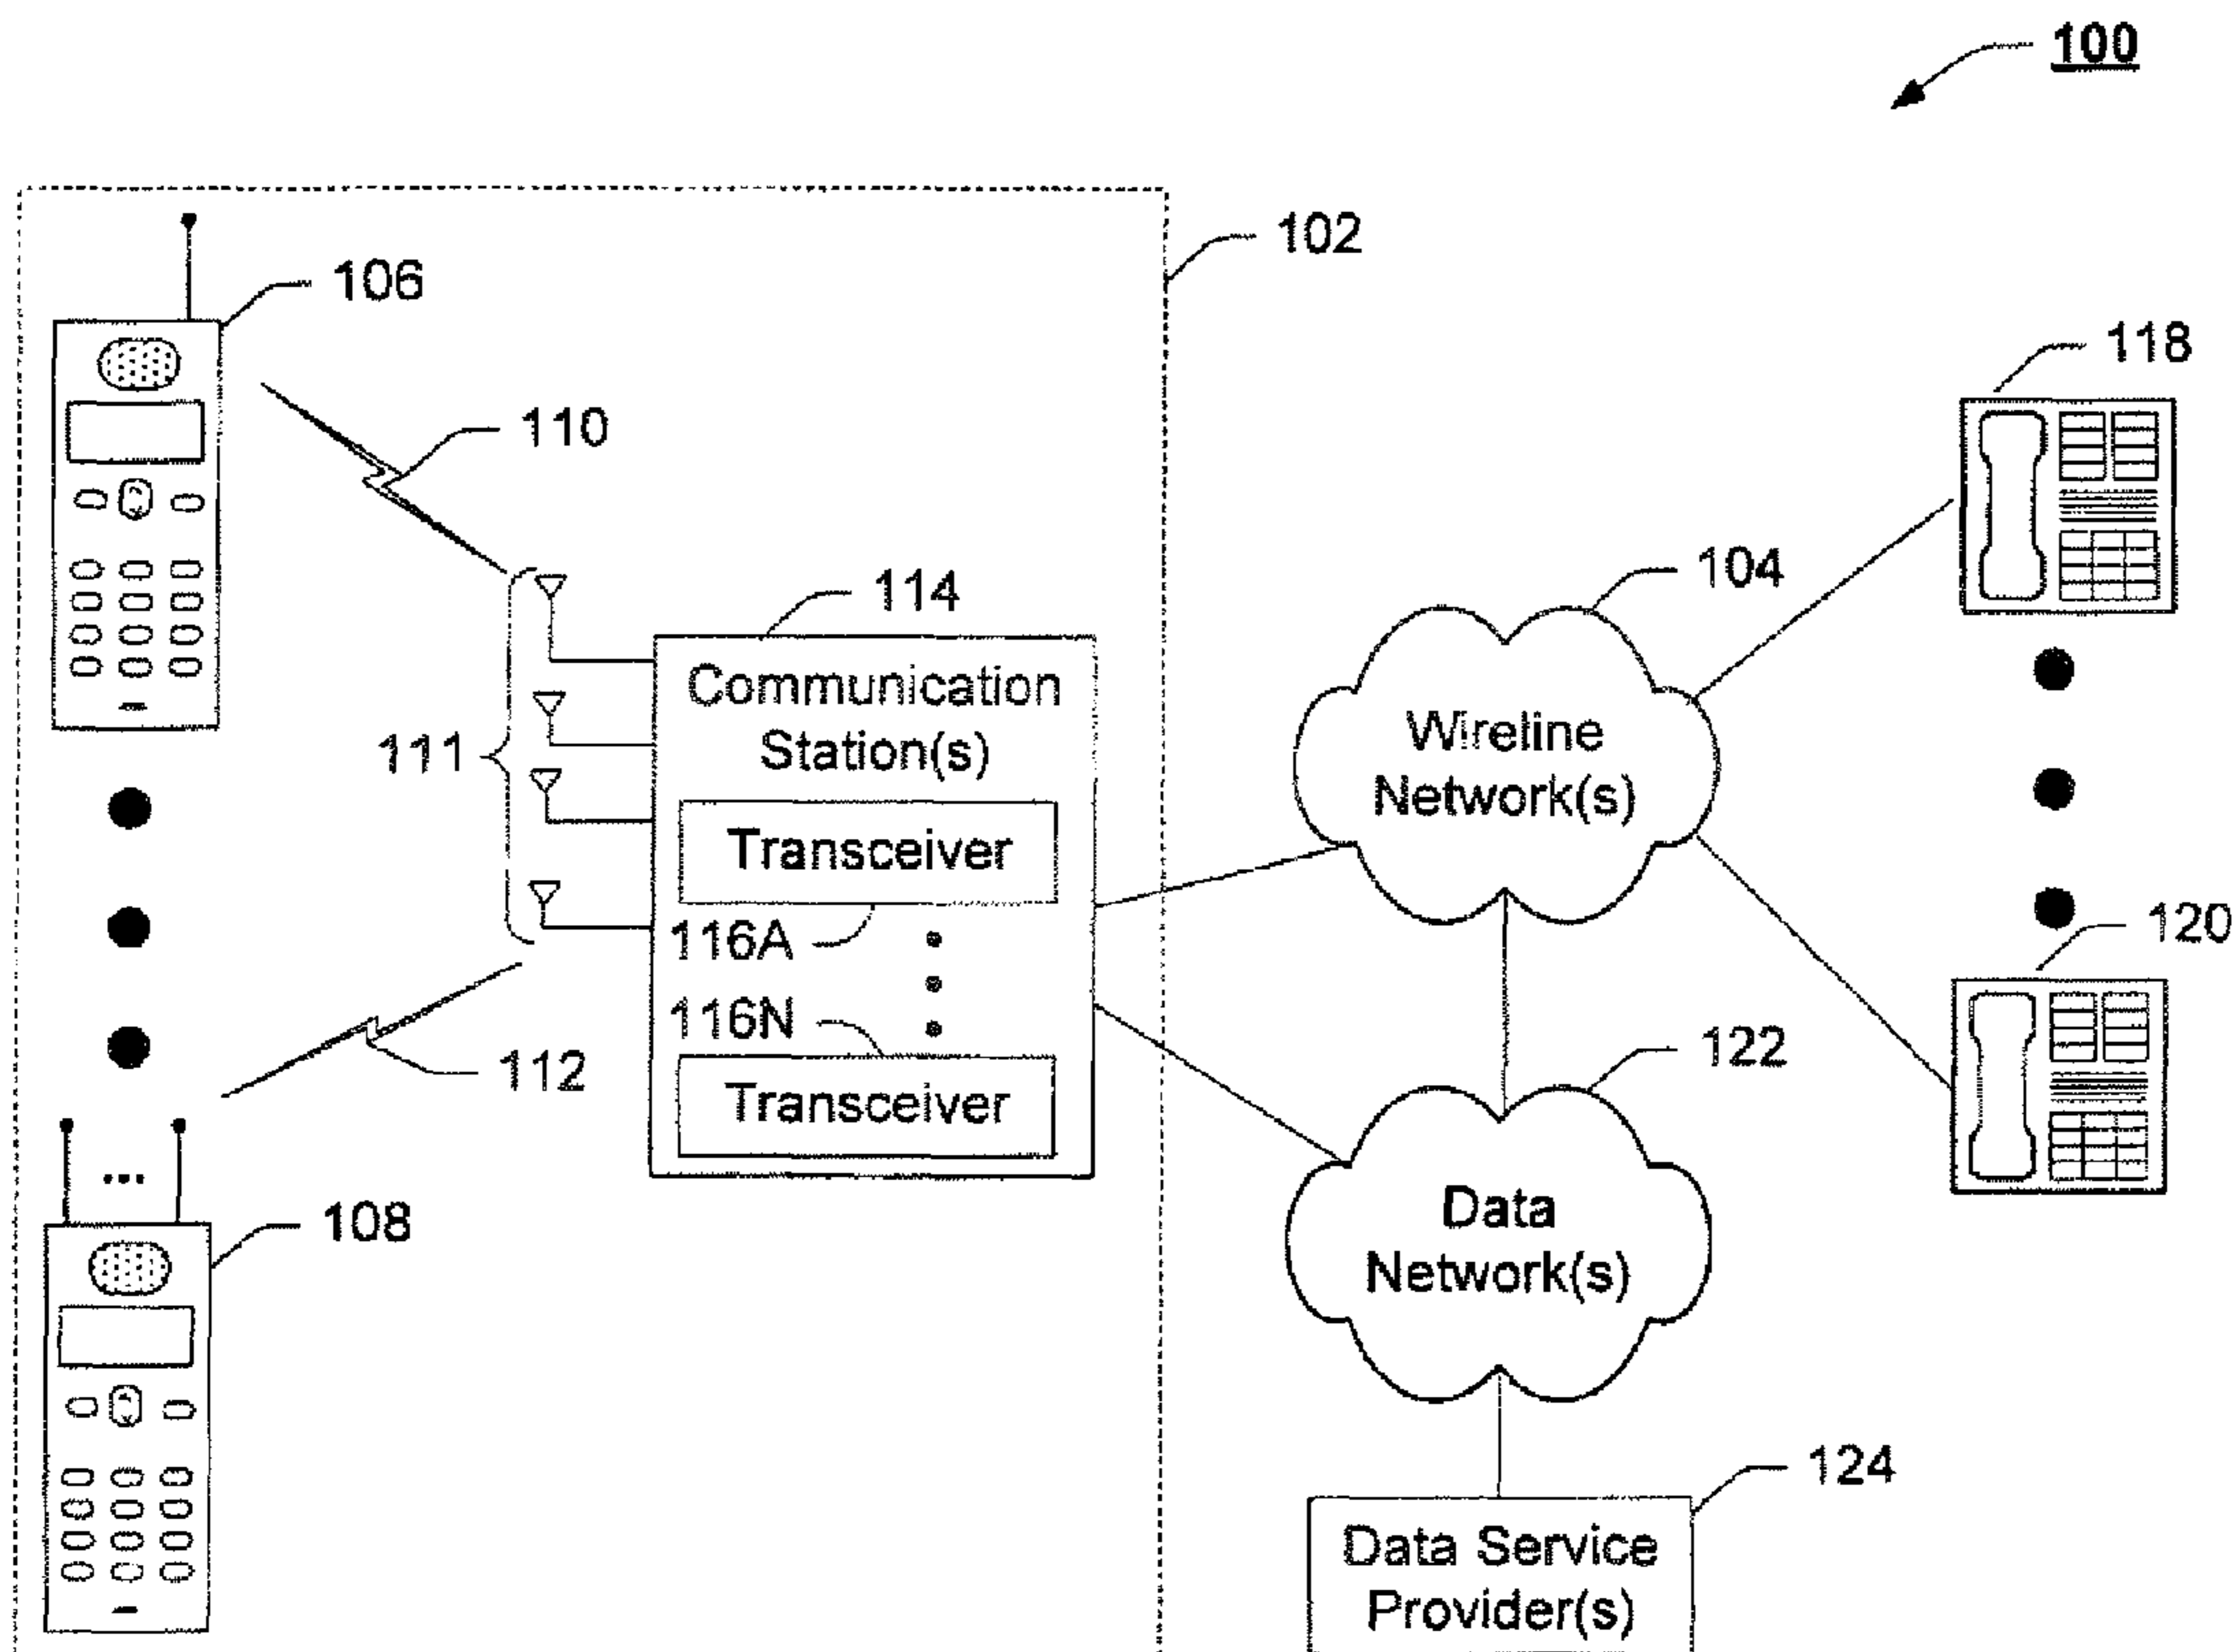 100
102
106
118
110
104
114
Communication
Station(s)
Wireline
Network(s)
111
Transceiver
116A
120
116N
122
112
Transceiver
...
Data
Network(s)
108
124
Data Service
Provider(s)